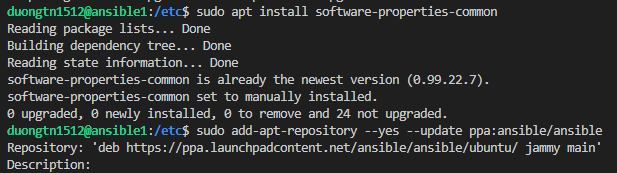 duongtn1512@ansible1:/etc$ sudo apt install software-properties-common
Reading package lists... Done
Building dependency tree... Done
Reading state information... Done
software-properties-common is already the newest version (0.99.22.7).
software-properties-common set to manually installed.
0 upgraded, 0 newly installed, 0 to remove and 24 not upgraded.
duongtn1512@ansible1:/etc$ sudo add-apt-repository --yes --update ppa:ansible/ansible
Repository: 'deb https://ppa.launchpadcontent.net/ansible/ansible/ubuntu/ jammy main'
Description: